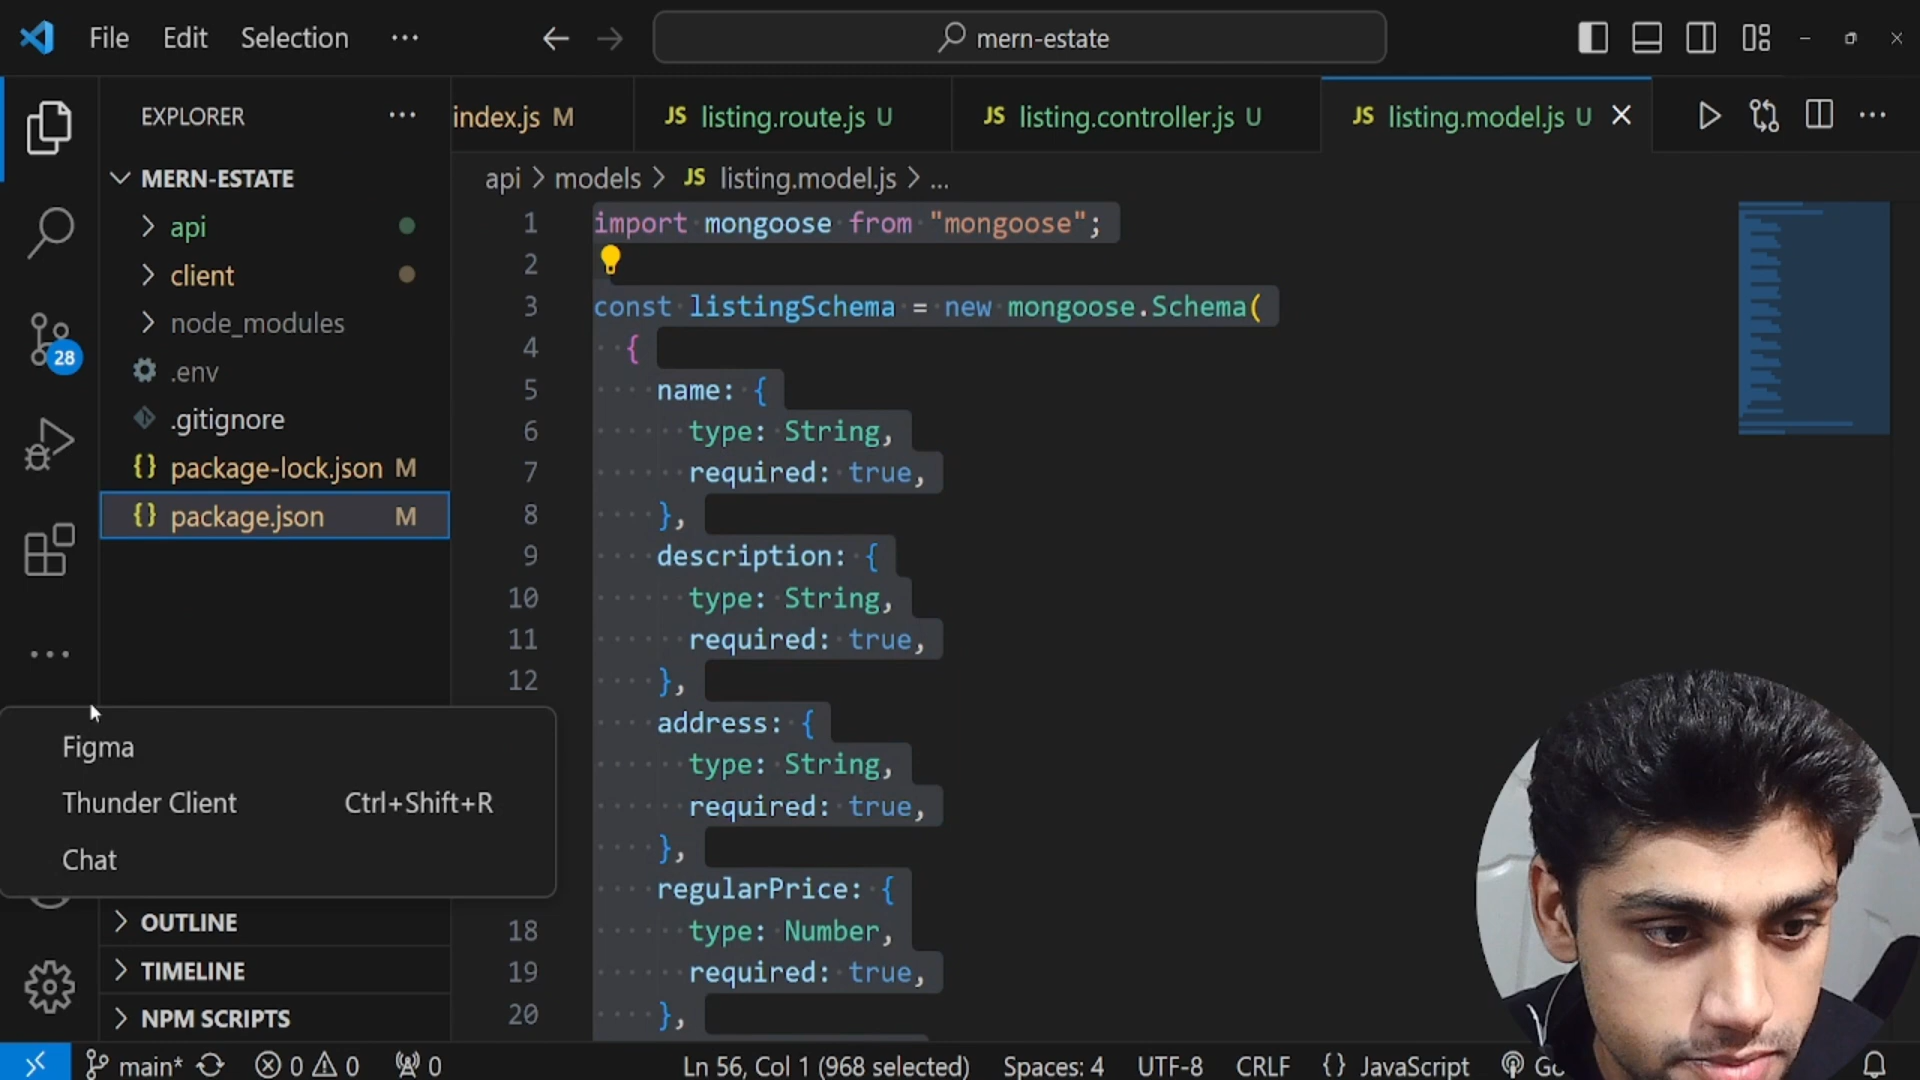 File Edit Selection ··· mern-estate
EXPLORER ···
index.js M
JS listing.route.js U
JS listing.controller.js U
JS listing.model.js U
MERN-ESTATE
api
client
node_modules
.env
.gitignore
{} package-lock.json M
{} package.json M
28
Figma
Thunder Client Ctrl+Shift+R
Chat
OUTLINE
TIMELINE
NPM SCRIPTS
api > models > JS listing.model.js > ...
1 import mongoose from "mongoose";
2
3 const listingSchema = new mongoose.Schema(
4 {
5 name: {
6 type: String,
7 required: true,
8 },
9 description: {
10 type: String,
11 required: true,
12 },
address: {
type: String,
required: true,
},
regularPrice: {
18 type: Number,
19 required: true,
20 },
main* 0 0 0 Ln 56, Col 1 (968 selected) Spaces: 4 UTF-8 CRLF {} JavaScript